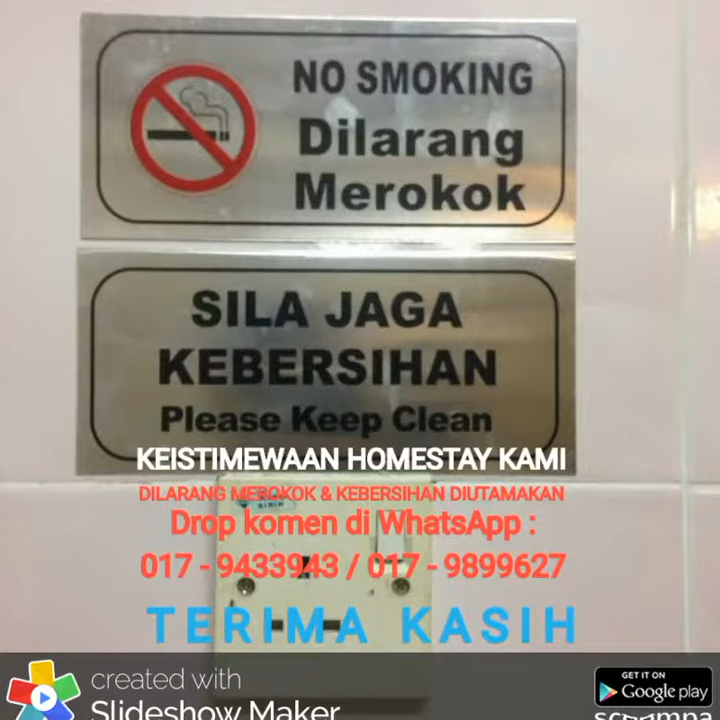 NO SMOKING
Dilarang
Merokok
SILA JAGA
KEBERSIHAN
Please Keep Clean
KEISTIMEWAAN HOMESTAY KAMI
DILARANG MEROKOK & KEBERSIHAN DIUTAMAKAN
Drop komen di WhatsApp :
017 - 9433943 / 017 - 9899627
TERIMA KASIH
created with
Slideshow Maker
GET IT ON
Google play